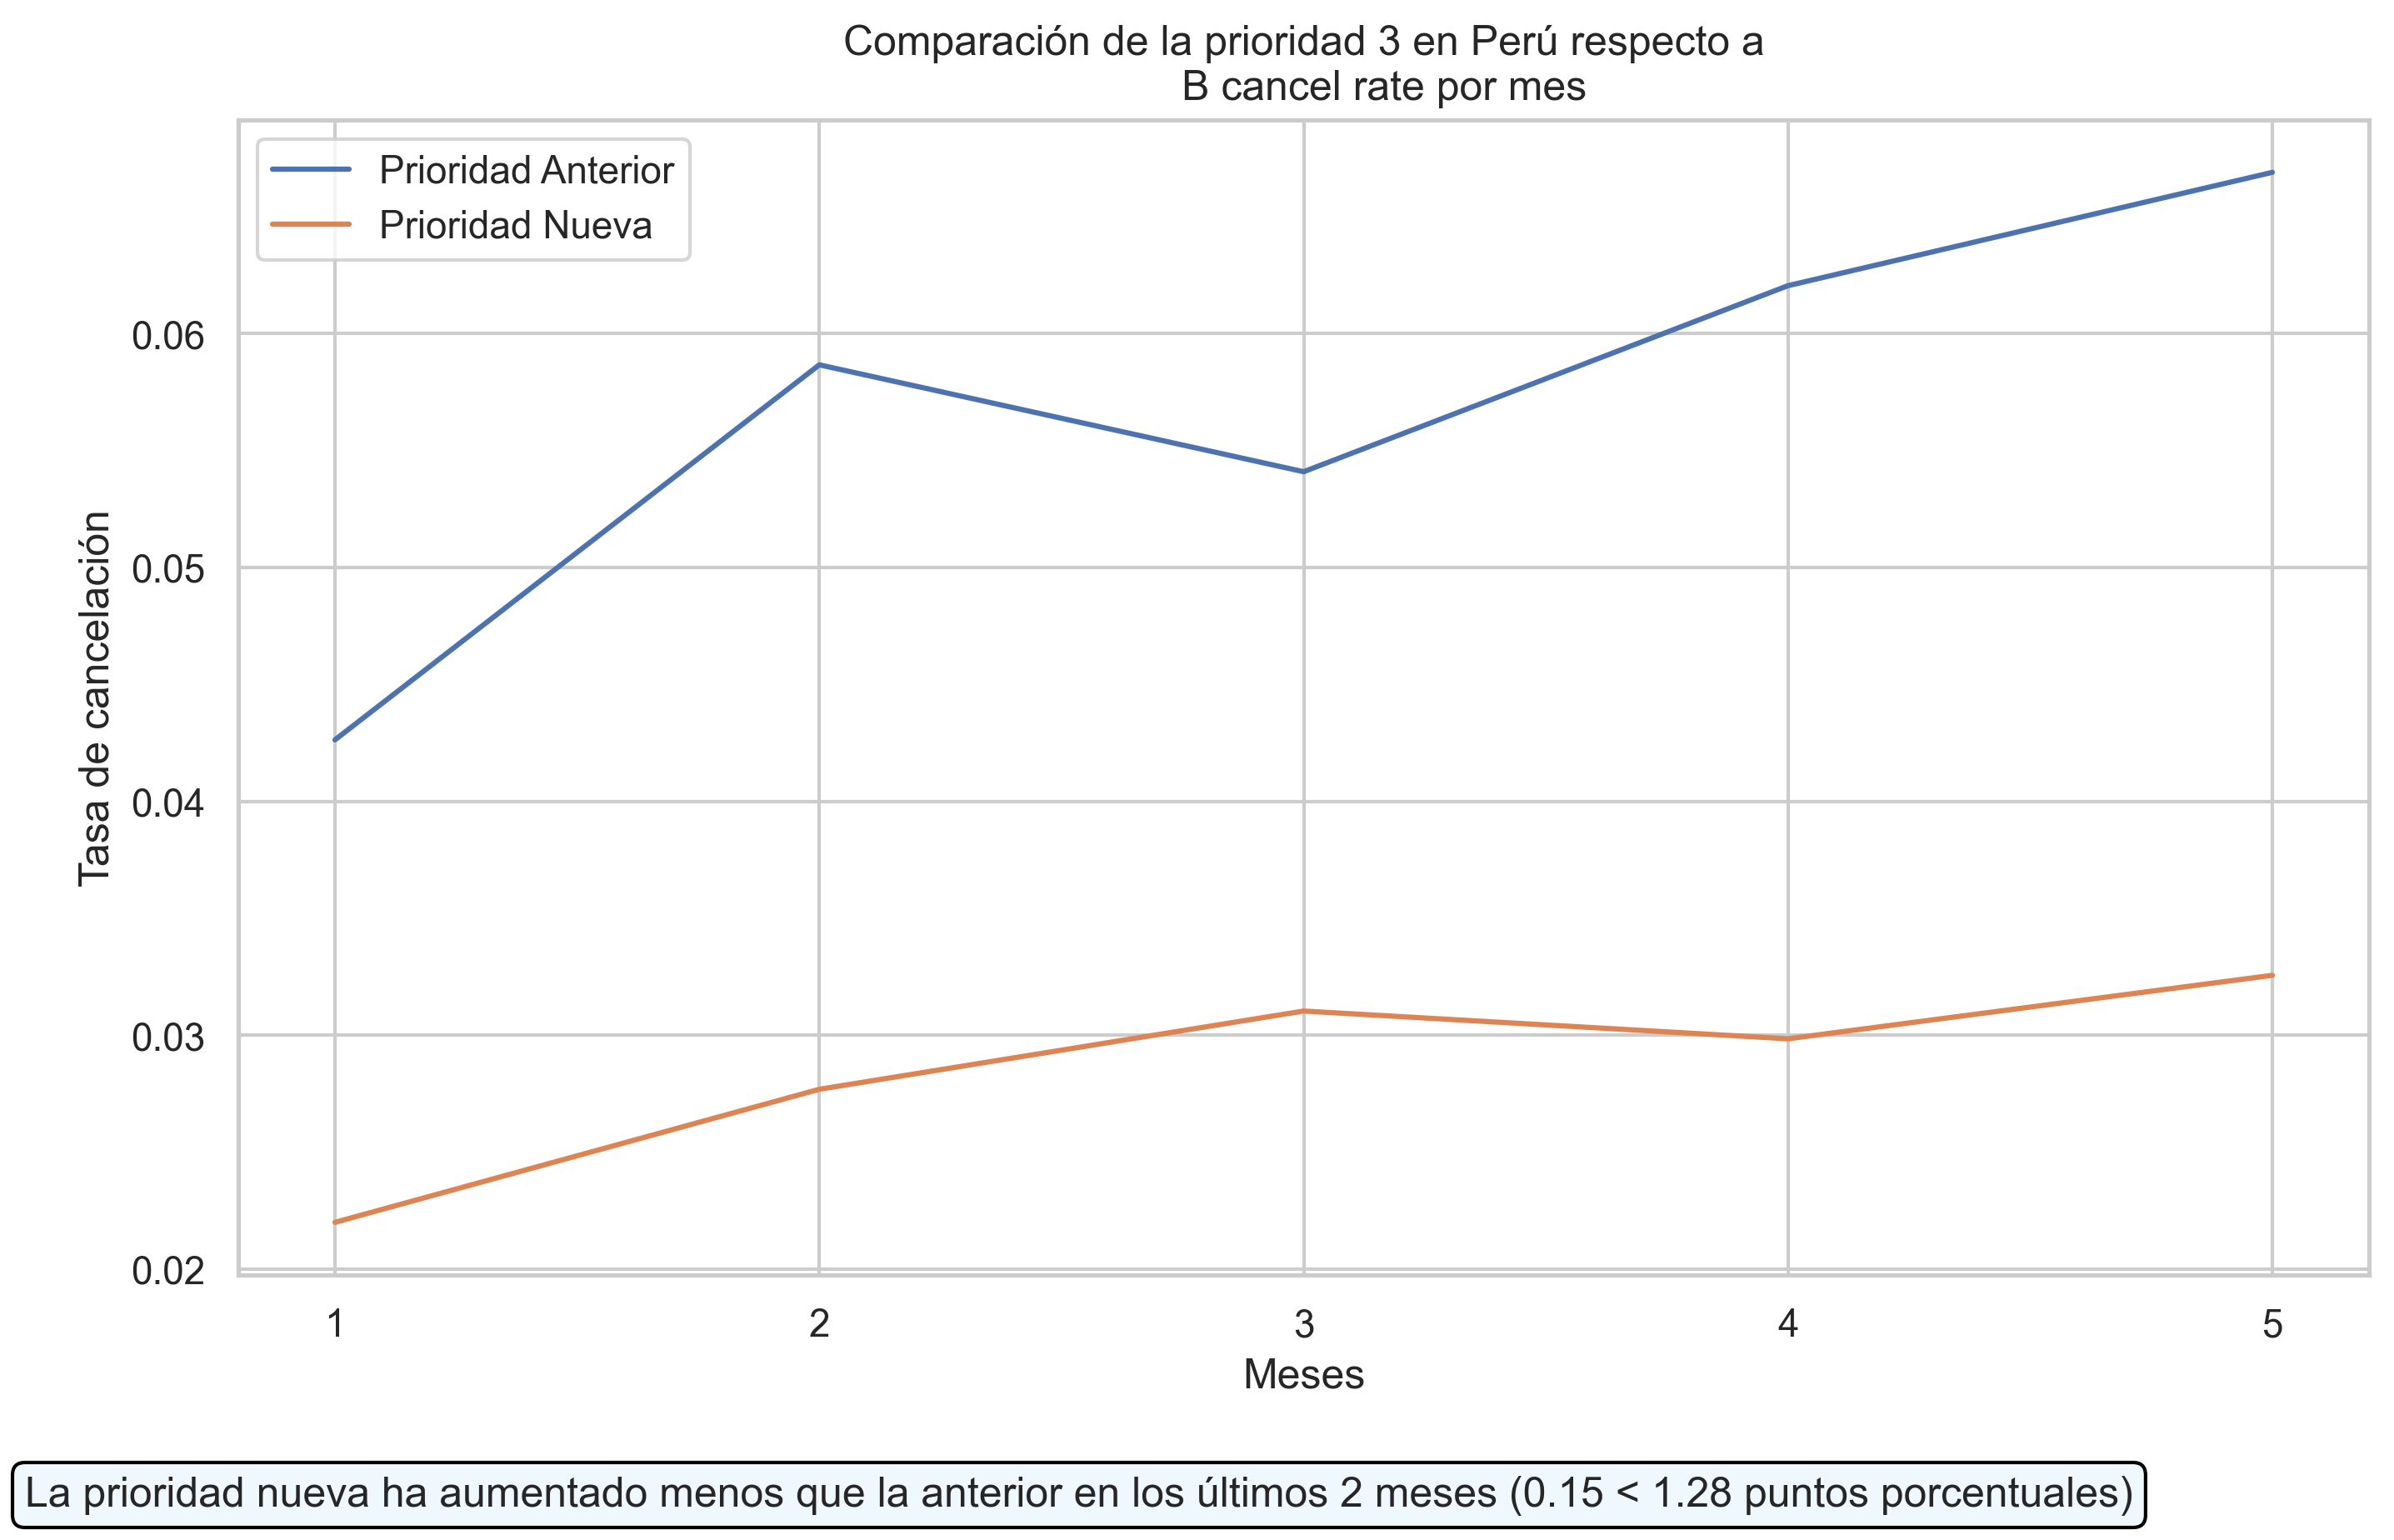 Comparación de la prioridad 3 en Perú respecto a
B cancel rate por mes
Prioridad Anterior
Prioridad Nueva
Tasa de cancelación
0.06
0.05
0.04
0.03
0.02
1
2
3
4
5
Meses
La prioridad nueva ha aumentado menos que la anterior en los últimos 2 meses (0.15 < 1.28 puntos porcentuales)